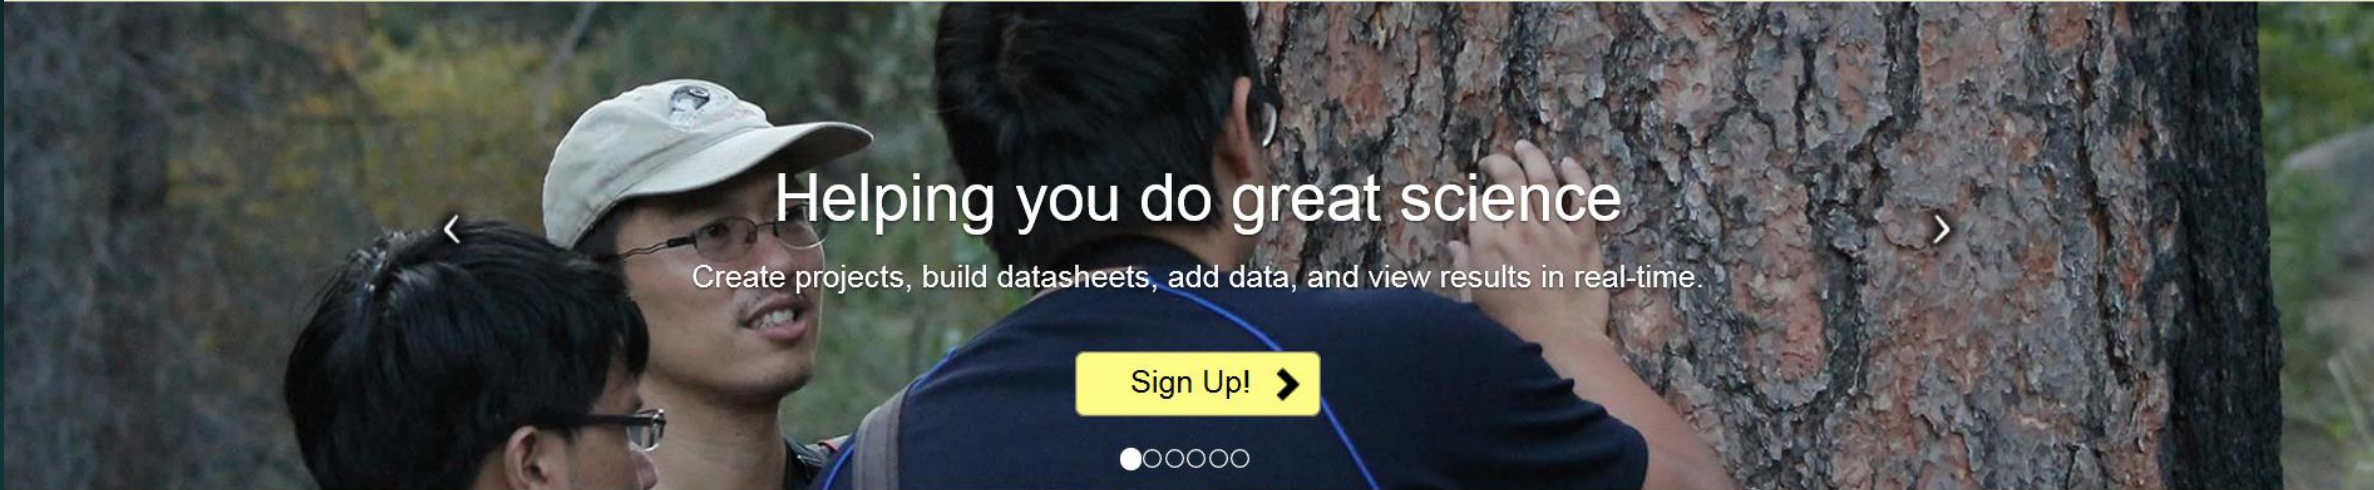 Helping you do great science
Create projects, build datasheets, add data, and view results in real-time.
Sign Up!